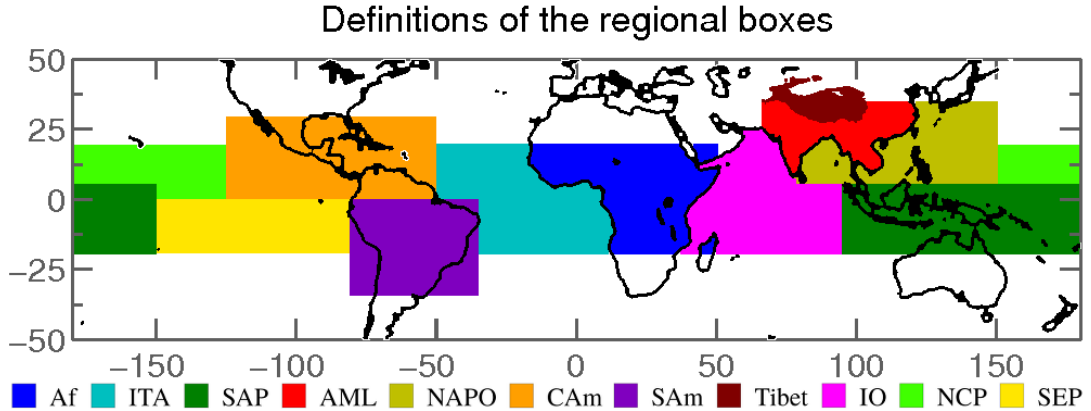 Definitions of the regional boxes
50
25
0
−25
−50
−150 −100 −50 0 50 100 150
Af ITA SAP AML NAPO CAm SAm Tibet IO NCP SEP